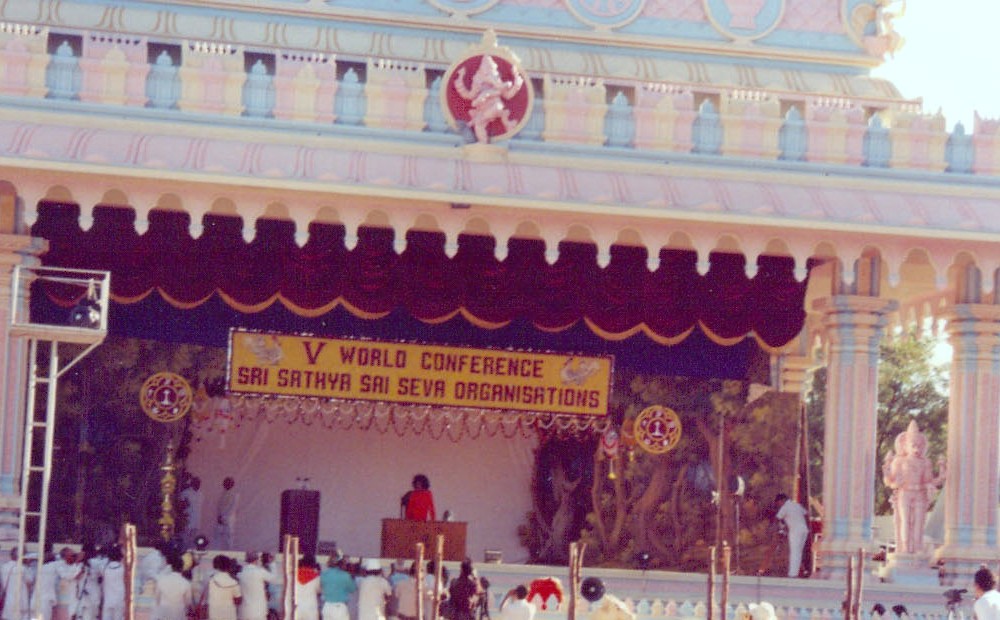 V WORLD CONFERENCE
SRI SATHYA SAI SEVA ORGANISATIONS